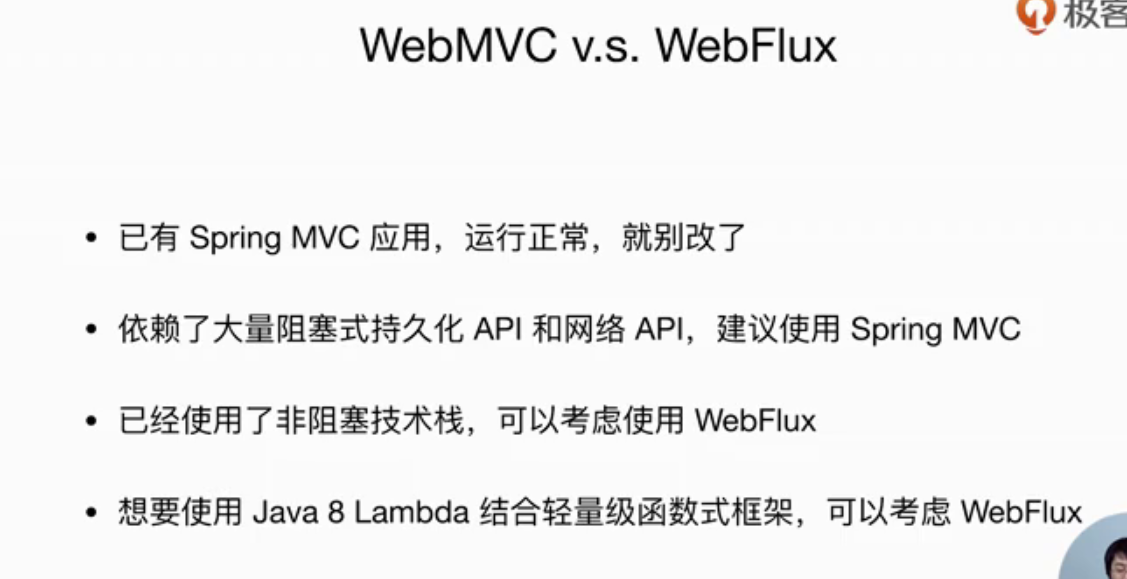 极客
WebMVC v.s. WebFlux
• 已有 Spring MVC 应用，运行正常，就别改了
• 依赖了大量阻塞式持久化 API 和网络 API，建议使用 Spring MVC
• 已经使用了非阻塞技术栈，可以考虑使用 WebFlux
• 想要使用 Java 8 Lambda 结合轻量级函数式框架，可以考虑 WebFlux